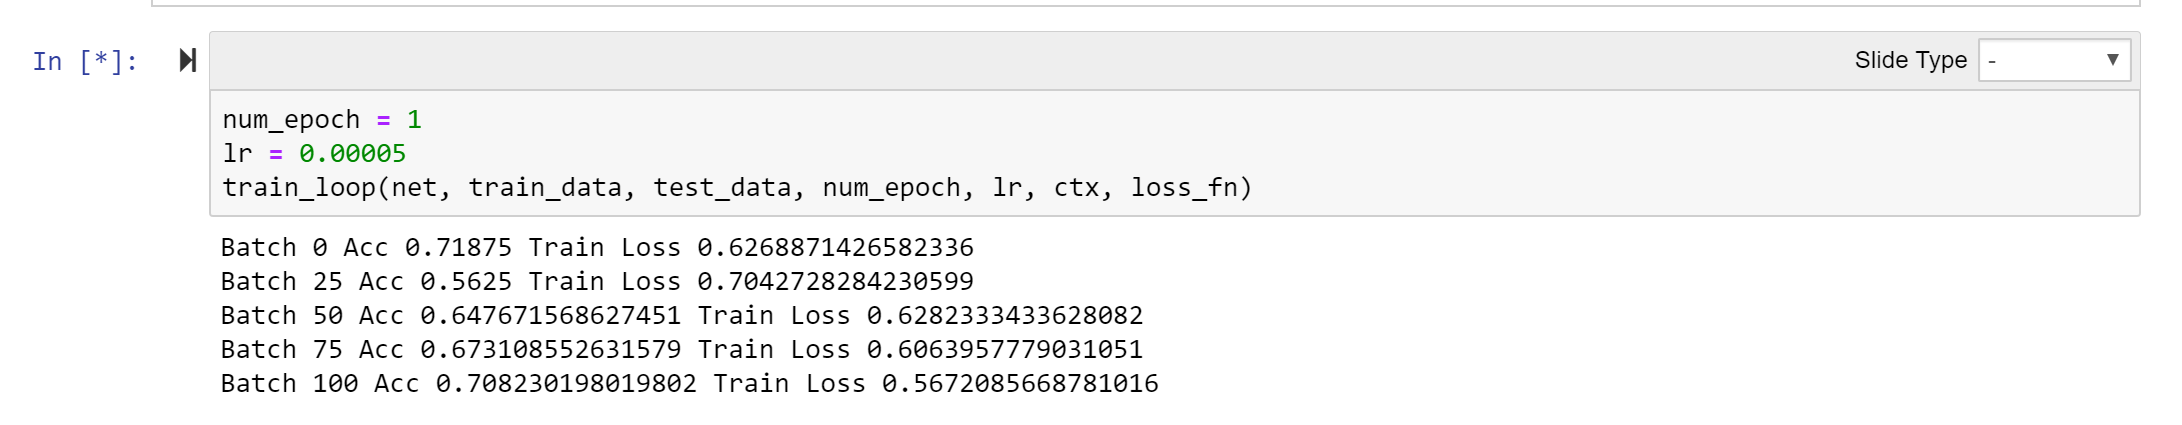 In [*]:
Slide Type -
num_epoch = 1
lr = 0.00005
train_loop(net, train_data, test_data, num_epoch, lr, ctx, loss_fn)
Batch 0 Acc 0.71875 Train Loss 0.6268871426582336
Batch 25 Acc 0.5625 Train Loss 0.7042728284230599
Batch 50 Acc 0.647671568627451 Train Loss 0.6282333433628082
Batch 75 Acc 0.673108552631579 Train Loss 0.6063957779031051
Batch 100 Acc 0.708230198019802 Train Loss 0.5672085668781016